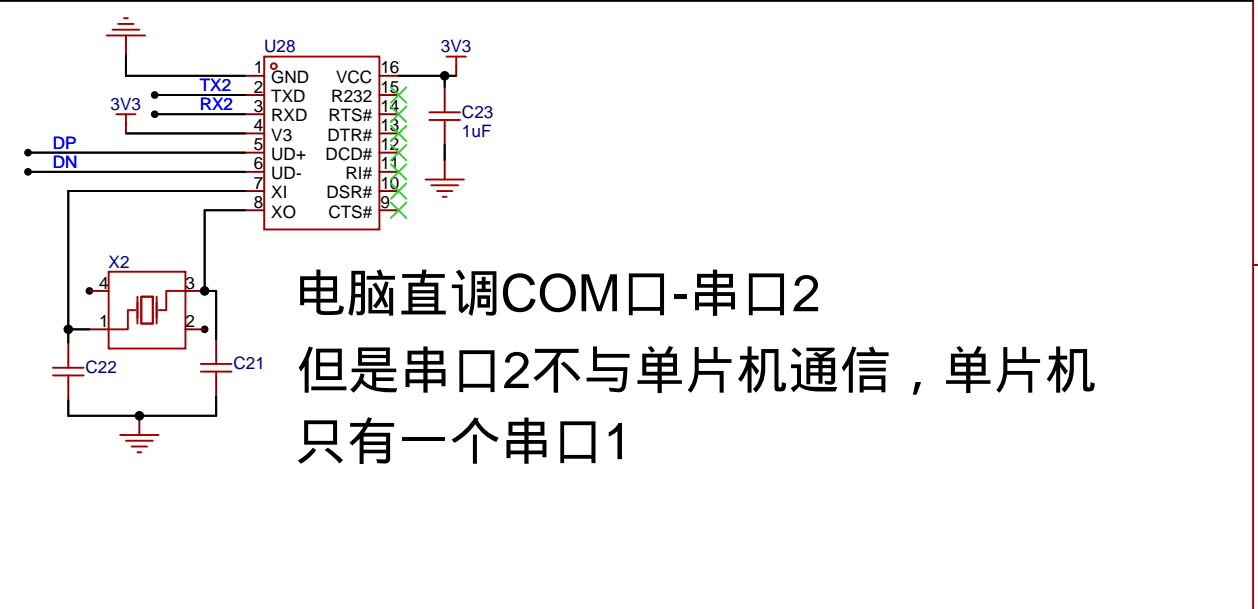 U28
3V3
1 GND VCC 16
TX2 2 TXD R232 15
RX2 3 RXD RTS# 14
3V3 4 V3 DTR# 13
DP 5 UD+ DCD# 12
DN 6 UD- RI# 11
7 XI DSR# 10
8 XO CTS# 9
C23
1uF
X2
4 3
1 2
C22 C21
电脑直调COM口-串口2
但是串口2不与单片机通信，单片机
只有一个串口1